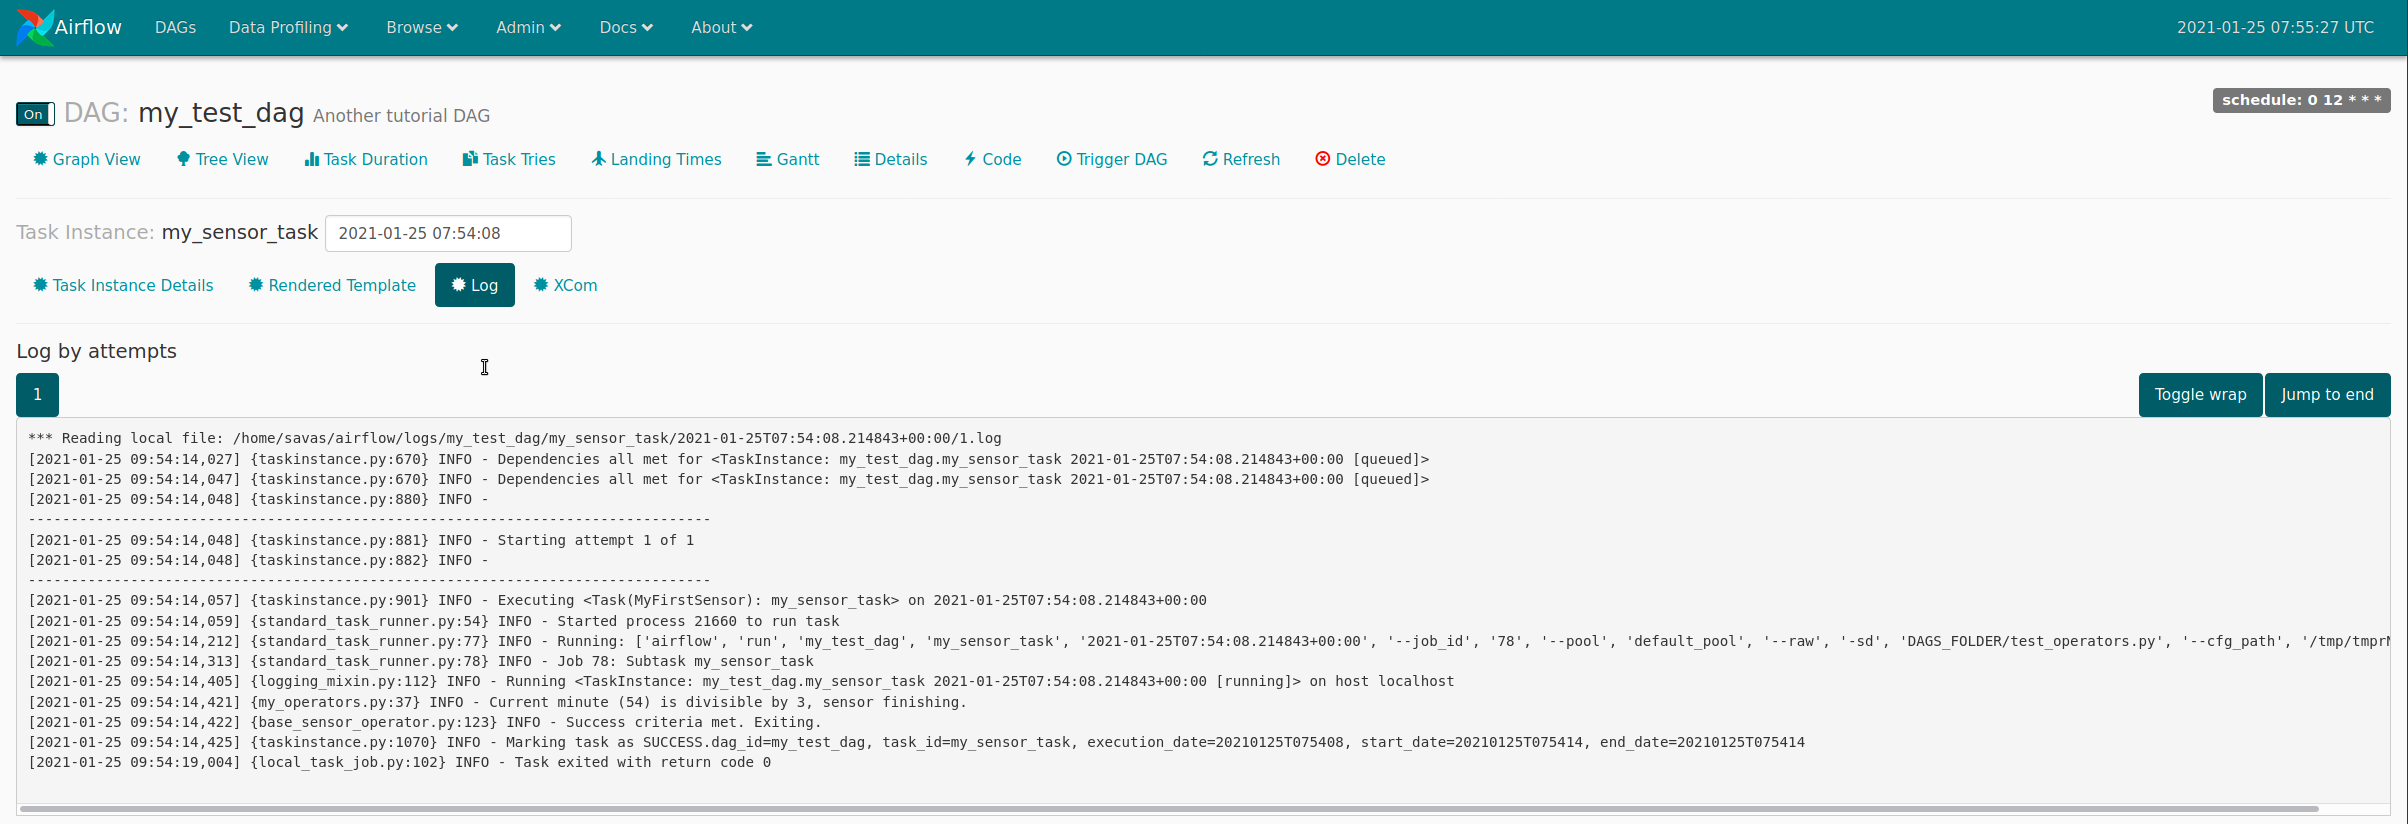 Airflow DAGs Data Profiling Browse Admin Docs About 2021-01-25 07:55:27 UTC
On DAG: my_test_dag Another tutorial DAG schedule: 0 12 * * *
Graph View Tree View Task Duration Task Tries Landing Times Gantt Details Code Trigger DAG Refresh Delete
Task Instance: my_sensor_task 2021-01-25 07:54:08
Task Instance Details Rendered Template Log XCom
Log by attempts
1 Toggle wrap Jump to end
*** Reading local file: /home/savas/airflow/logs/my_test_dag/my_sensor_task/2021-01-25T07:54:08.214843+00:00/1.log
[2021-01-25 09:54:14,027] {taskinstance.py:670} INFO - Dependencies all met for <TaskInstance: my_test_dag.my_sensor_task 2021-01-25T07:54:08.214843+00:00 [queued]>
[2021-01-25 09:54:14,047] {taskinstance.py:670} INFO - Dependencies all met for <TaskInstance: my_test_dag.my_sensor_task 2021-01-25T07:54:08.214843+00:00 [queued]>
[2021-01-25 09:54:14,048] {taskinstance.py:880} INFO -
--------------------------------------------------------------------------------
[2021-01-25 09:54:14,048] {taskinstance.py:881} INFO - Starting attempt 1 of 1
[2021-01-25 09:54:14,048] {taskinstance.py:882} INFO -
--------------------------------------------------------------------------------
[2021-01-25 09:54:14,057] {taskinstance.py:901} INFO - Executing <Task(MyFirstSensor): my_sensor_task> on 2021-01-25T07:54:08.214843+00:00
[2021-01-25 09:54:14,059] {standard_task_runner.py:54} INFO - Started process 21660 to run task
[2021-01-25 09:54:14,212] {standard_task_runner.py:77} INFO - Running: ['airflow', 'run', 'my_test_dag', 'my_sensor_task', '2021-01-25T07:54:08.214843+00:00', '--job_id', '78', '--pool', 'default_pool', '--raw', '-sd', 'DAGS_FOLDER/test_operators.py', '--cfg_path', '/tmp/tmpr
[2021-01-25 09:54:14,313] {standard_task_runner.py:78} INFO - Job 78: Subtask my_sensor_task
[2021-01-25 09:54:14,405] {logging_mixin.py:112} INFO - Running <TaskInstance: my_test_dag.my_sensor_task 2021-01-25T07:54:08.214843+00:00 [running]> on host localhost
[2021-01-25 09:54:14,421] {my_operators.py:37} INFO - Current minute (54) is divisible by 3, sensor finishing.
[2021-01-25 09:54:14,422] {base_sensor_operator.py:123} INFO - Success criteria met. Exiting.
[2021-01-25 09:54:14,425] {taskinstance.py:1070} INFO - Marking task as SUCCESS.dag_id=my_test_dag, task_id=my_sensor_task, execution_date=20210125T075408, start_date=20210125T075414, end_date=20210125T075414
[2021-01-25 09:54:19,004] {local_task_job.py:102} INFO - Task exited with return code 0